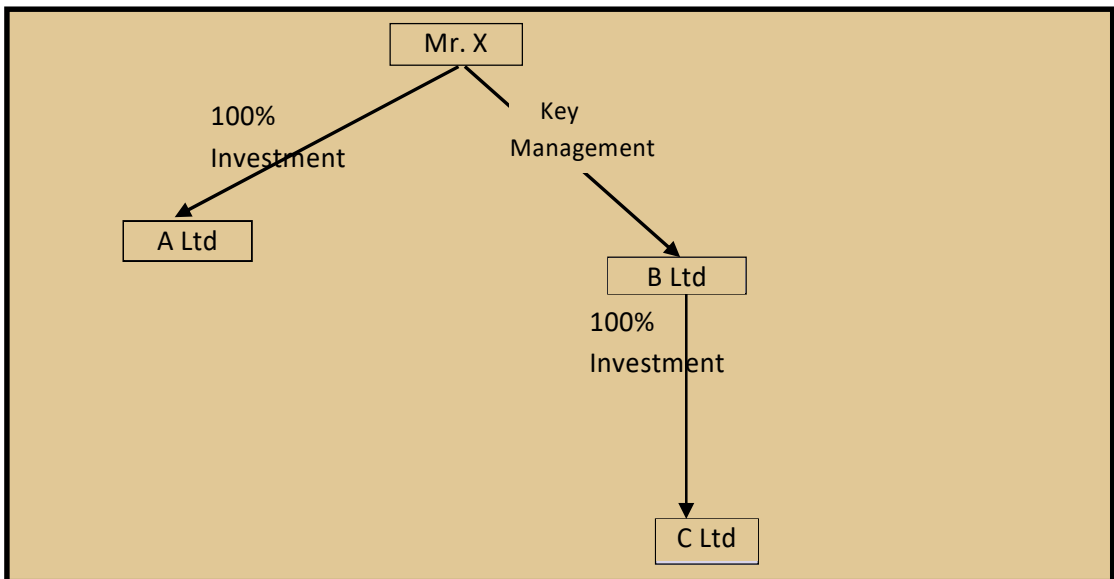 Mr. X
100%
Investment
Key
Management
A Ltd
B Ltd
100%
Investment
C Ltd